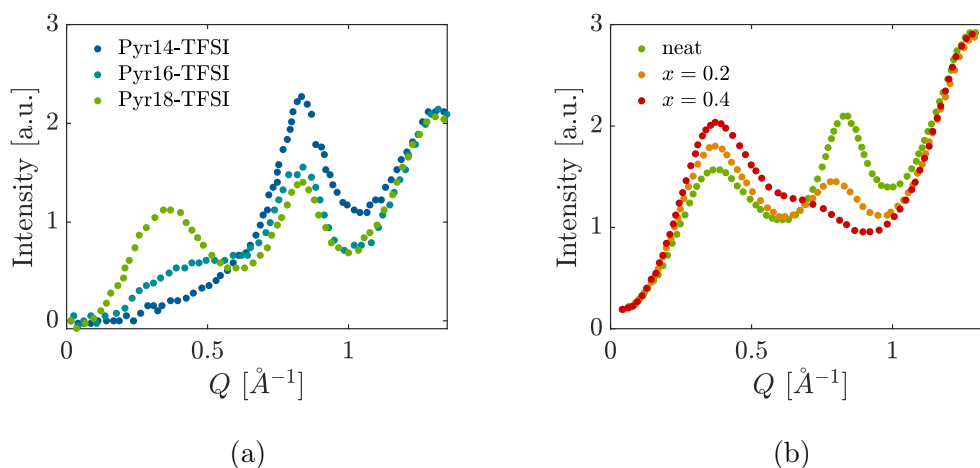 3
2
1
0
Intensity [a.u.]
Pyr14-TFSI
Pyr16-TFSI
Pyr18-TFSI
0 0.5 1
Q [Å⁻¹]
(a)
3
2
1
0
Intensity [a.u.]
neat
x = 0.2
x = 0.4
0 0.5 1
Q [Å⁻¹]
(b)